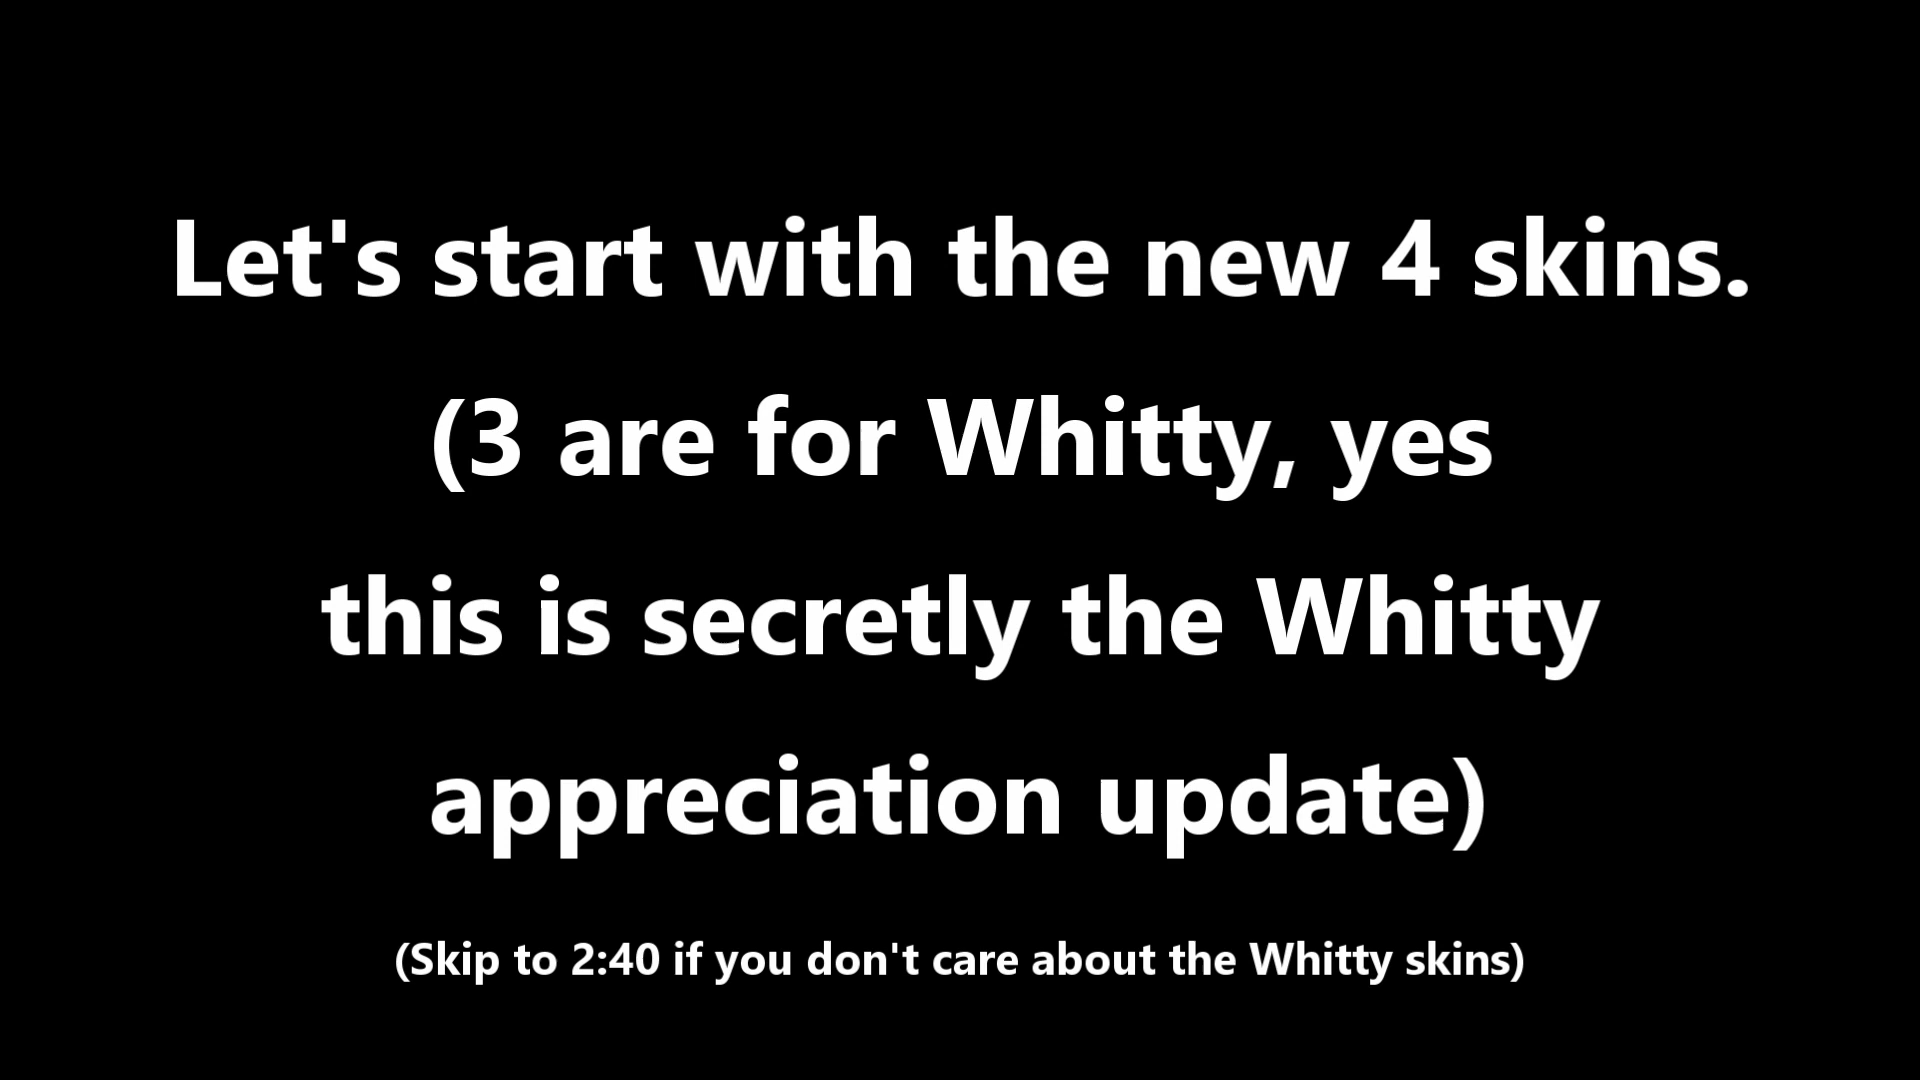 Let's start with the new 4 skins.
(3 are for Whitty, yes
this is secretly the Whitty
appreciation update)
(Skip to 2:40 if you don't care about the Whitty skins)